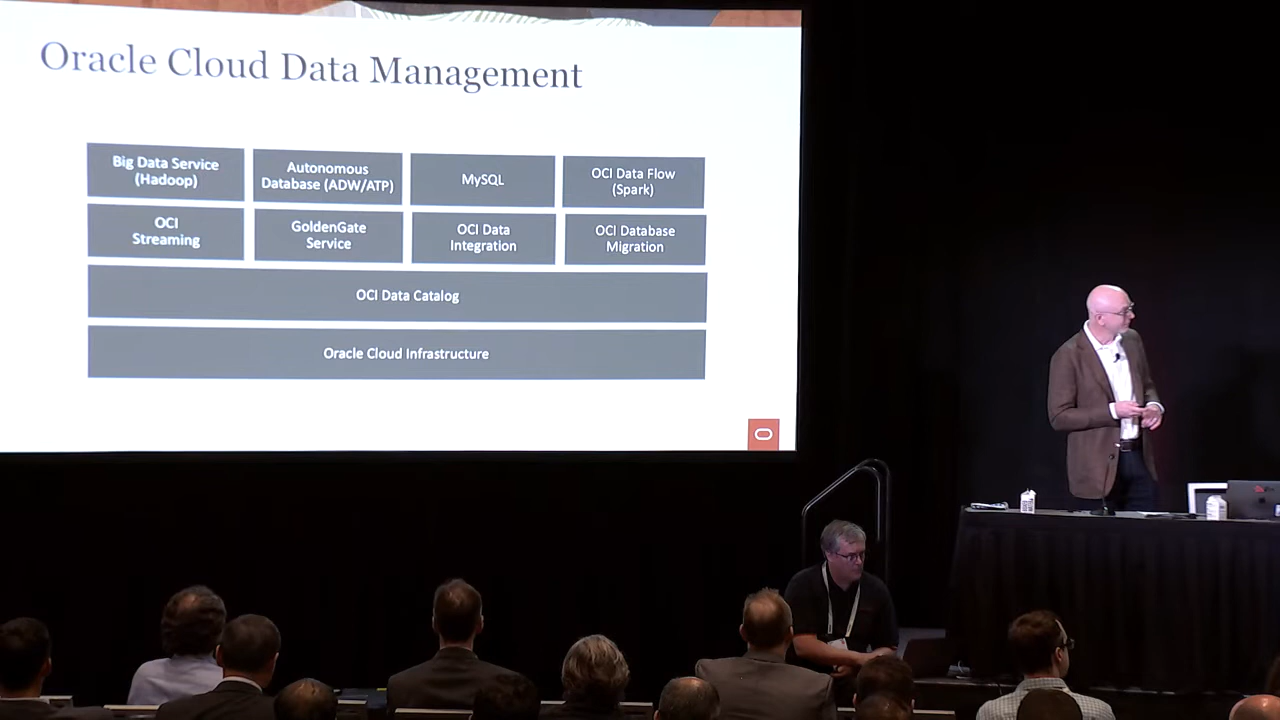 Oracle Cloud Data Management
Big Data Service
(Hadoop)
Autonomous
Database (ADW/ATP)
MySQL
OCI Data Flow
(Spark)
OCI
Streaming
GoldenGate
Service
OCI Data
Integration
OCI Database
Migration
OCI Data Catalog
Oracle Cloud Infrastructure